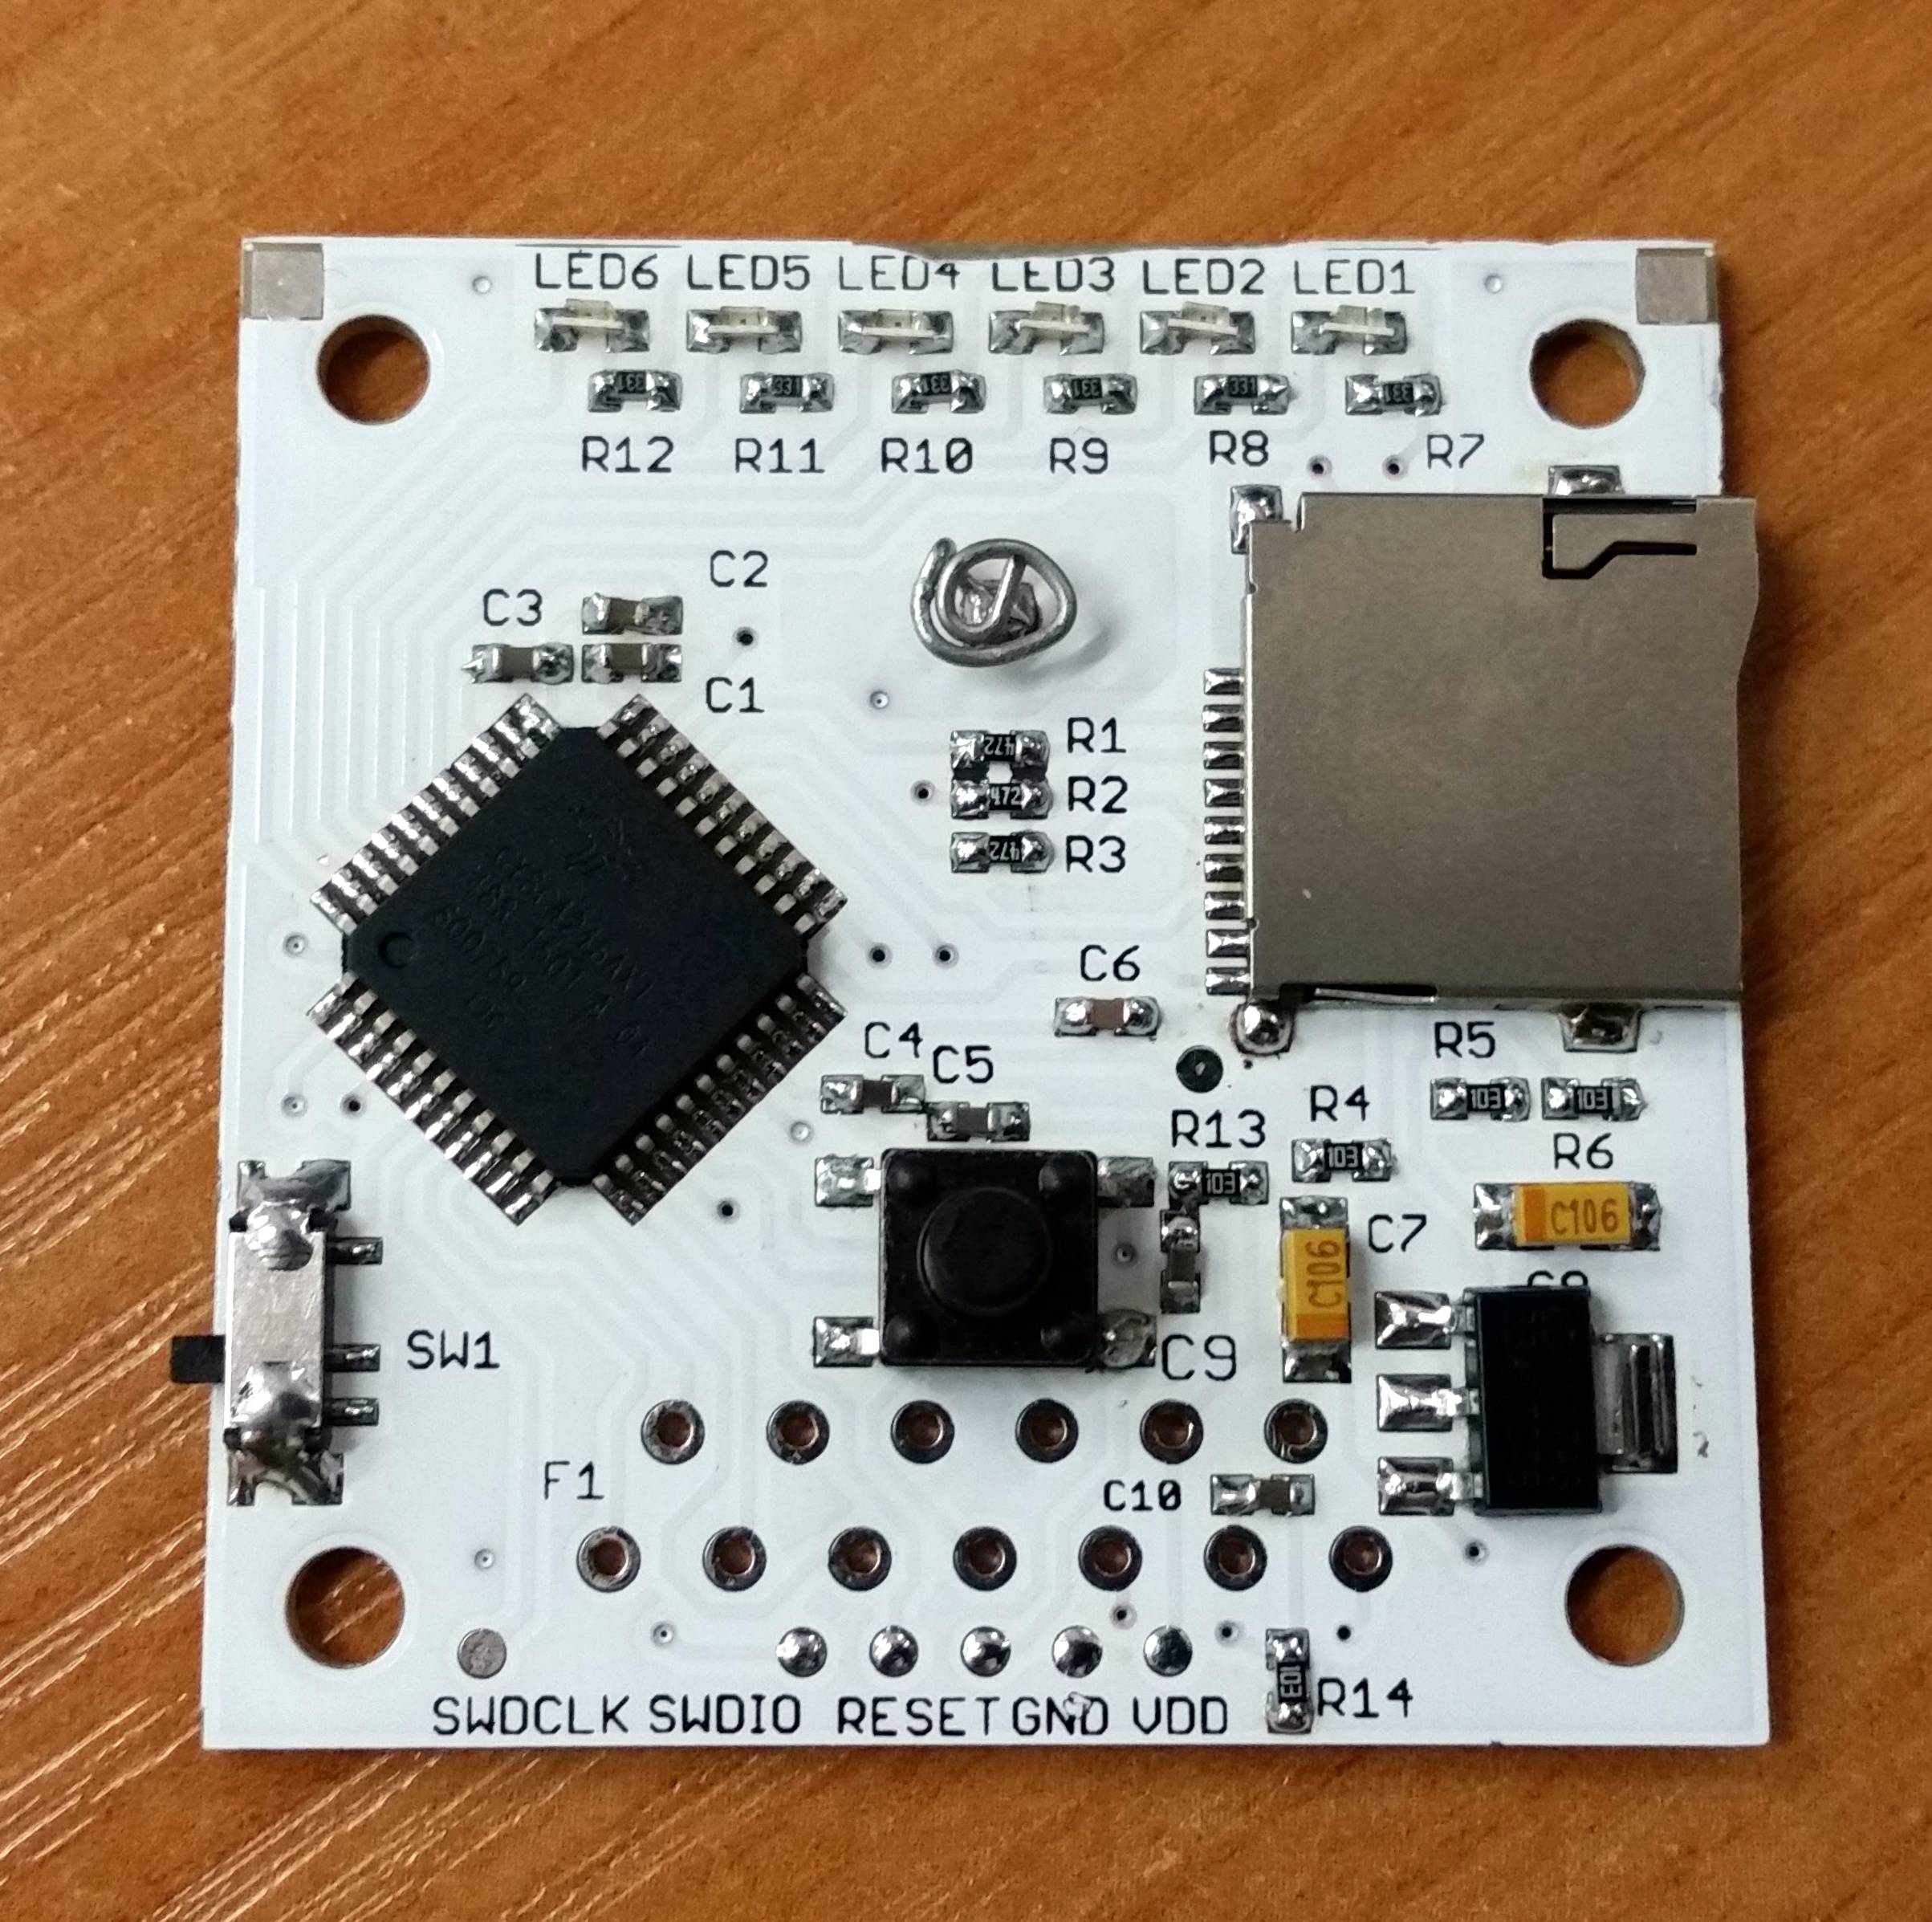 LED6 LED5 LED4 LED3 LED2 LED1
331 331 331 331 331 331
R12 R11 R10 R9 R8 R7
C2
C3
C1
472 R1
472 R2
472 R3
C6
C4 C5
R5
103 103
R13 R4
103 103
R6
C7
C106
C106
SW1
C9
F1
C10
103
R14
SWDCLK SWDIO RESET GND VDD